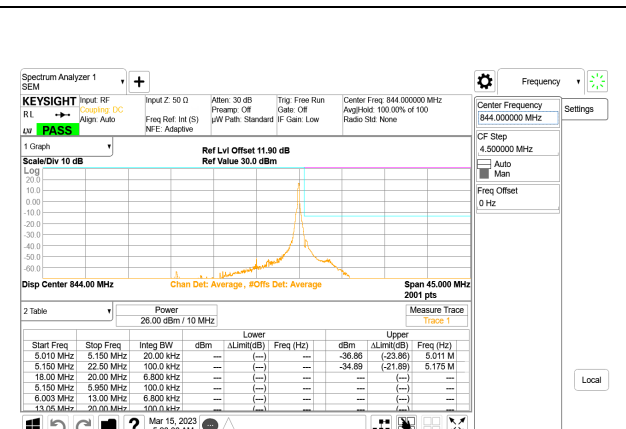 Spectrum Analyzer 1
SEM
Frequency
KEYSIGHT
RL
LXI PASS
Input: RF
Coupling: DC
Align: Auto
Input Z: 50 Ω
Freq Ref: Int (S)
NFE: Adaptive
Atten: 30 dB
Preamp: Off
µW Path: Standard
Trig: Free Run
Gate: Off
IF Gain: Low
Center Freq: 844.000000 MHz
Avg|Hold: 100.00% of 100
Radio Std: None
Center Frequency
844.000000 MHz
Settings
CF Step
4.500000 MHz
Auto
Man
Freq Offset
0 Hz
Local
1 Graph
Scale/Div 10 dB
Ref Lvl Offset 11.90 dB
Ref Value 30.0 dBm
Log
20.0
10.0
0.00
-10.0
-20.0
-30.0
-40.0
-50.0
-60.0
Disp Center 844.00 MHz
Chan Det: Average, #Offs Det: Average
Span 45.000 MHz
2001 pts
2 Table
Power
26.00 dBm / 10 MHz
Measure Trace
Trace 1
Lower Upper
Start Freq Stop Freq Integ BW dBm ΔLimit(dB) Freq (Hz) dBm ΔLimit(dB) Freq (Hz)
5.010 MHz 5.150 MHz 20.00 kHz --- (---) --- -36.86 (-23.86) 5.011 M
5.150 MHz 22.50 MHz 100.0 kHz --- (---) --- -34.89 (-21.89) 5.175 M
18.00 MHz 20.00 MHz 6.800 kHz --- (---) --- --- (---) ---
5.150 MHz 5.950 MHz 100.0 kHz --- (---) --- --- (---) ---
6.003 MHz 13.00 MHz 6.800 kHz --- (---) --- --- (---) ---
13.05 MHz 20.00 MHz 100.0 kHz --- (---) --- --- (---) ---
Mar 15, 2023